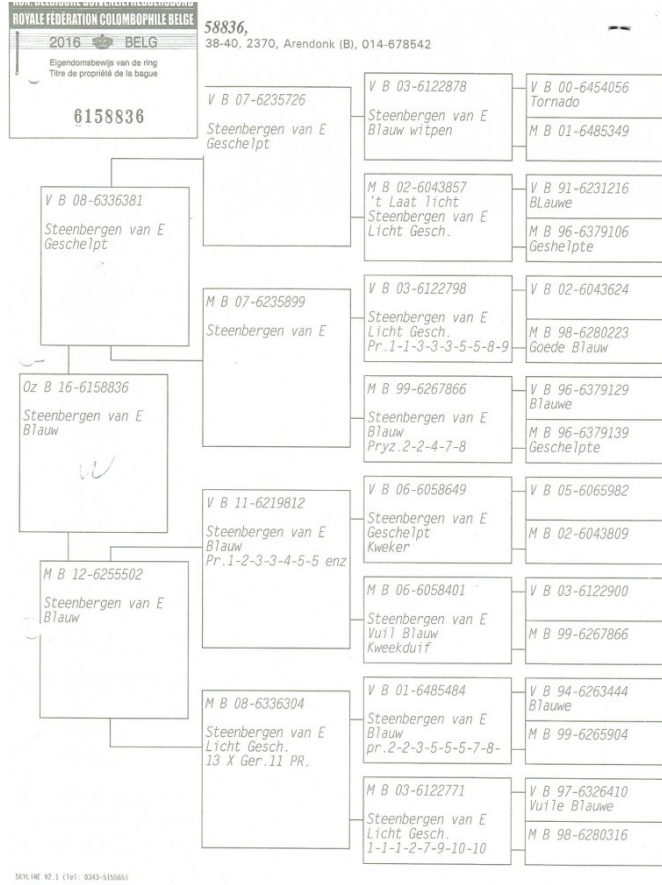 ROYALE FÉDÉRATION COLOMBOPHILE BELGE
2016 BELG
Eigendomsbewijs van de ring
Titre de propriété de la bague
6158836
58836,
38-40, 2370, Arendonk (B), 014-678542
Oz B 16-6158836
Steenbergen van E
Blauw
V B 08-6336381
Steenbergen van E
Geschelpt
M B 12-6255502
Steenbergen van E
Blauw
V B 07-6235726
Steenbergen van E
Geschelpt
M B 07-6235899
Steenbergen van E
V B 11-6219812
Steenbergen van E
Blauw
Pr.1-2-3-3-4-5-5 enz
M B 08-6336304
Steenbergen van E
Licht Gesch.
13 X Ger.11 PR.
V B 03-6122878
Steenbergen van E
Blauw witpen
M B 02-6043857
't Laat licht
Steenbergen van E
Licht Gesch.
V B 03-6122798
Steenbergen van E
Licht Gesch.
Pr.1-1-3-3-3-5-5-8-9
M B 99-6267866
Steenbergen van E
Blauw
Pryz.2-2-4-7-8
V B 06-6058649
Steenbergen van E
Geschelpt
Kweker
M B 06-6058401
Steenbergen van E
Vuil Blauw
Kweekduif
V B 01-6485484
Steenbergen van E
Blauw
pr.2-2-3-5-5-5-7-8-
M B 03-6122771
Steenbergen van E
Licht Gesch.
1-1-1-2-7-9-10-10
V B 00-6454056
Tornado
M B 01-6485349
V B 91-6231216
BLauwe
M B 96-6379106
Geshelpte
V B 02-6043624
M B 98-6280223
Goede Blauw
V B 96-6379129
Blauwe
M B 96-6379139
Geschelpte
V B 05-6065982
M B 02-6043809
V B 03-6122900
M B 99-6267866
V B 94-6263444
Blauwe
M B 99-6265904
V B 97-6326410
Vuile Blauwe
M B 98-6280316
SKYLINE V2.1 (Tel: 0343-515565)